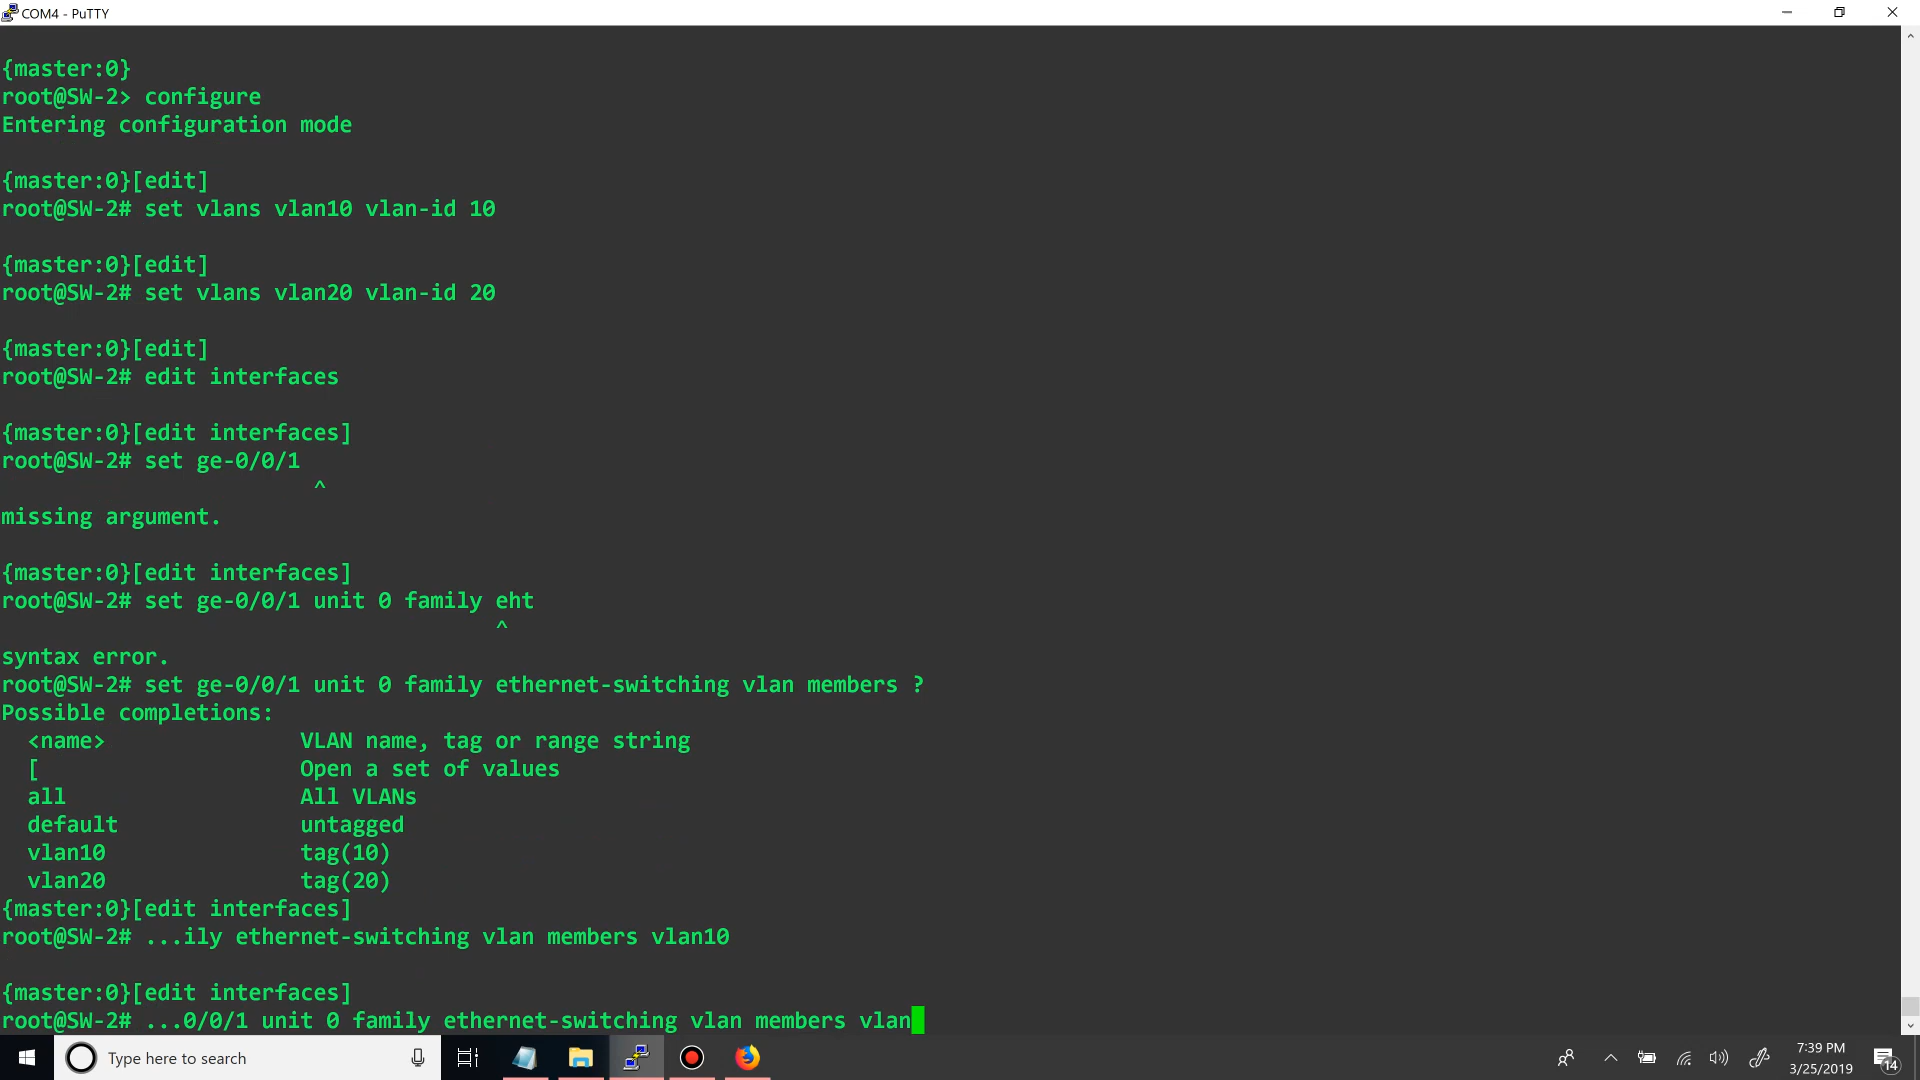 COM4 - PuTTY
{master:0}
root@SW-2> configure
Entering configuration mode
{master:0}[edit]
root@SW-2# set vlans vlan10 vlan-id 10
{master:0}[edit]
root@SW-2# set vlans vlan20 vlan-id 20
{master:0}[edit]
root@SW-2# edit interfaces
{master:0}[edit interfaces]
root@SW-2# set ge-0/0/1
^
missing argument.
{master:0}[edit interfaces]
root@SW-2# set ge-0/0/1 unit 0 family eht
^
syntax error.
root@SW-2# set ge-0/0/1 unit 0 family ethernet-switching vlan members ?
Possible completions:
<name> VLAN name, tag or range string
[ Open a set of values
all All VLANs
default untagged
vlan10 tag(10)
vlan20 tag(20)
{master:0}[edit interfaces]
root@SW-2# ...ily ethernet-switching vlan members vlan10
{master:0}[edit interfaces]
root@SW-2# ...0/0/1 unit 0 family ethernet-switching vlan members vlan
Type here to search
7:39 PM
3/25/2019
14